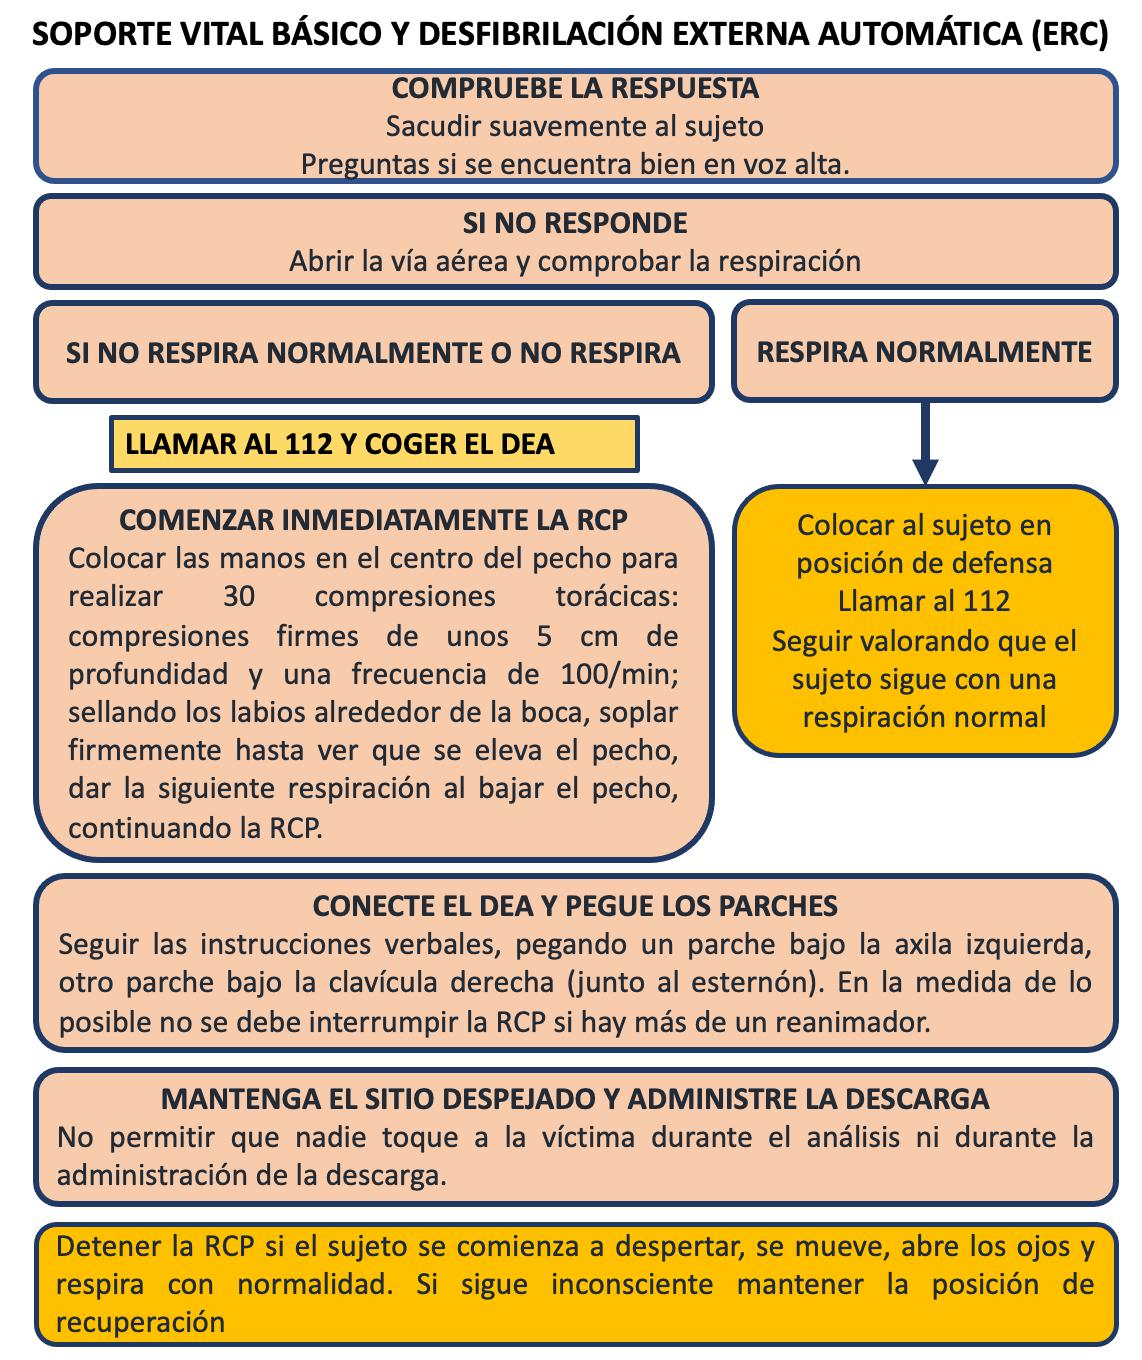 SOPORTE VITAL BÁSICO Y DESFIBRILACIÓN EXTERNA AUTOMÁTICA (ERC)
COMPRUEBE LA RESPUESTA
Sacudir suavemente al sujeto
Preguntas si se encuentra bien en voz alta.
SI NO RESPONDE
Abrir la vía aérea y comprobar la respiración
SI NO RESPIRA NORMALMENTE O NO RESPIRA
RESPIRA NORMALMENTE
LLAMAR AL 112 Y COGER EL DEA
COMENZAR INMEDIATAMENTE LA RCP
Colocar las manos en el centro del pecho para
realizar 30 compresiones torácicas:
compresiones firmes de unos 5 cm de
profundidad y una frecuencia de 100/min;
sellando los labios alrededor de la boca, soplar
firmemente hasta ver que se eleva el pecho,
dar la siguiente respiración al bajar el pecho,
continuando la RCP.
Colocar al sujeto en
posición de defensa
Llamar al 112
Seguir valorando que el
sujeto sigue con una
respiración normal
CONECTE EL DEA Y PEGUE LOS PARCHES
Seguir las instrucciones verbales, pegando un parche bajo la axila izquierda,
otro parche bajo la clavícula derecha (junto al esternón). En la medida de lo
posible no se debe interrumpir la RCP si hay más de un reanimador.
MANTENGA EL SITIO DESPEJADO Y ADMINISTRE LA DESCARGA
No permitir que nadie toque a la víctima durante el análisis ni durante la
administración de la descarga.
Detener la RCP si el sujeto se comienza a despertar, se mueve, abre los ojos y
respira con normalidad. Si sigue inconsciente mantener la posición de
recuperación